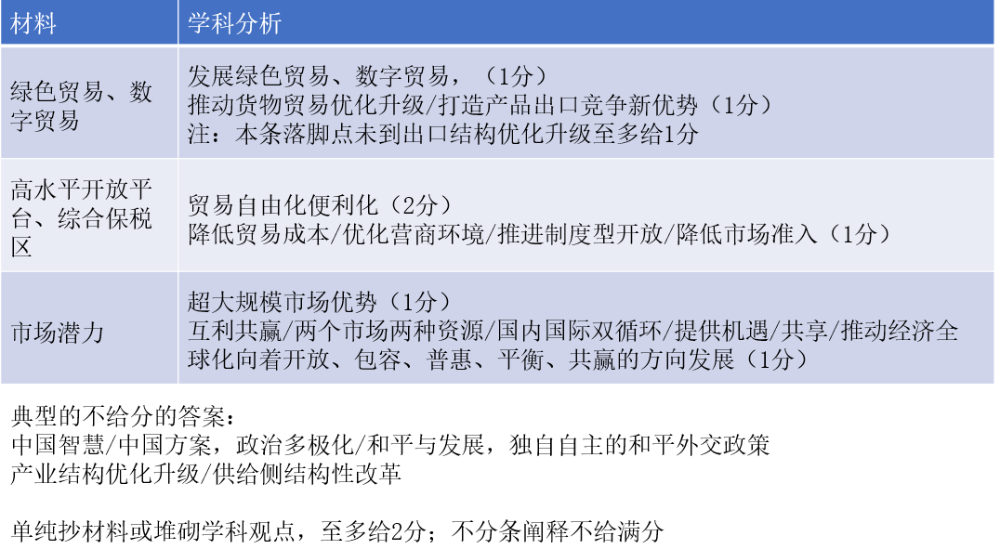 材料
学科分析
绿色贸易、数
字贸易
发展绿色贸易、数字贸易，（1分）
推动货物贸易优化升级/打造产品出口竞争新优势（1分）
注：本条落脚点未到出口结构优化升级至多给1分
高水平开放平
台、综合保税
区
贸易自由化便利化（2分）
降低贸易成本/优化营商环境/推进制度型开放/降低市场准入（1分）
市场潜力
超大规模市场优势（1分）
互利共赢/两个市场两种资源/国内国际双循环/提供机遇/共享/推动经济全
球化向着开放、包容、普惠、平衡、共赢的方向发展（1分）
典型的不给分的答案：
中国智慧/中国方案，政治多极化/和平与发展，独自自主的和平外交政策
产业结构优化升级/供给侧结构性改革
单纯抄材料或堆砌学科观点，至多给2分；不分条阐释不给满分